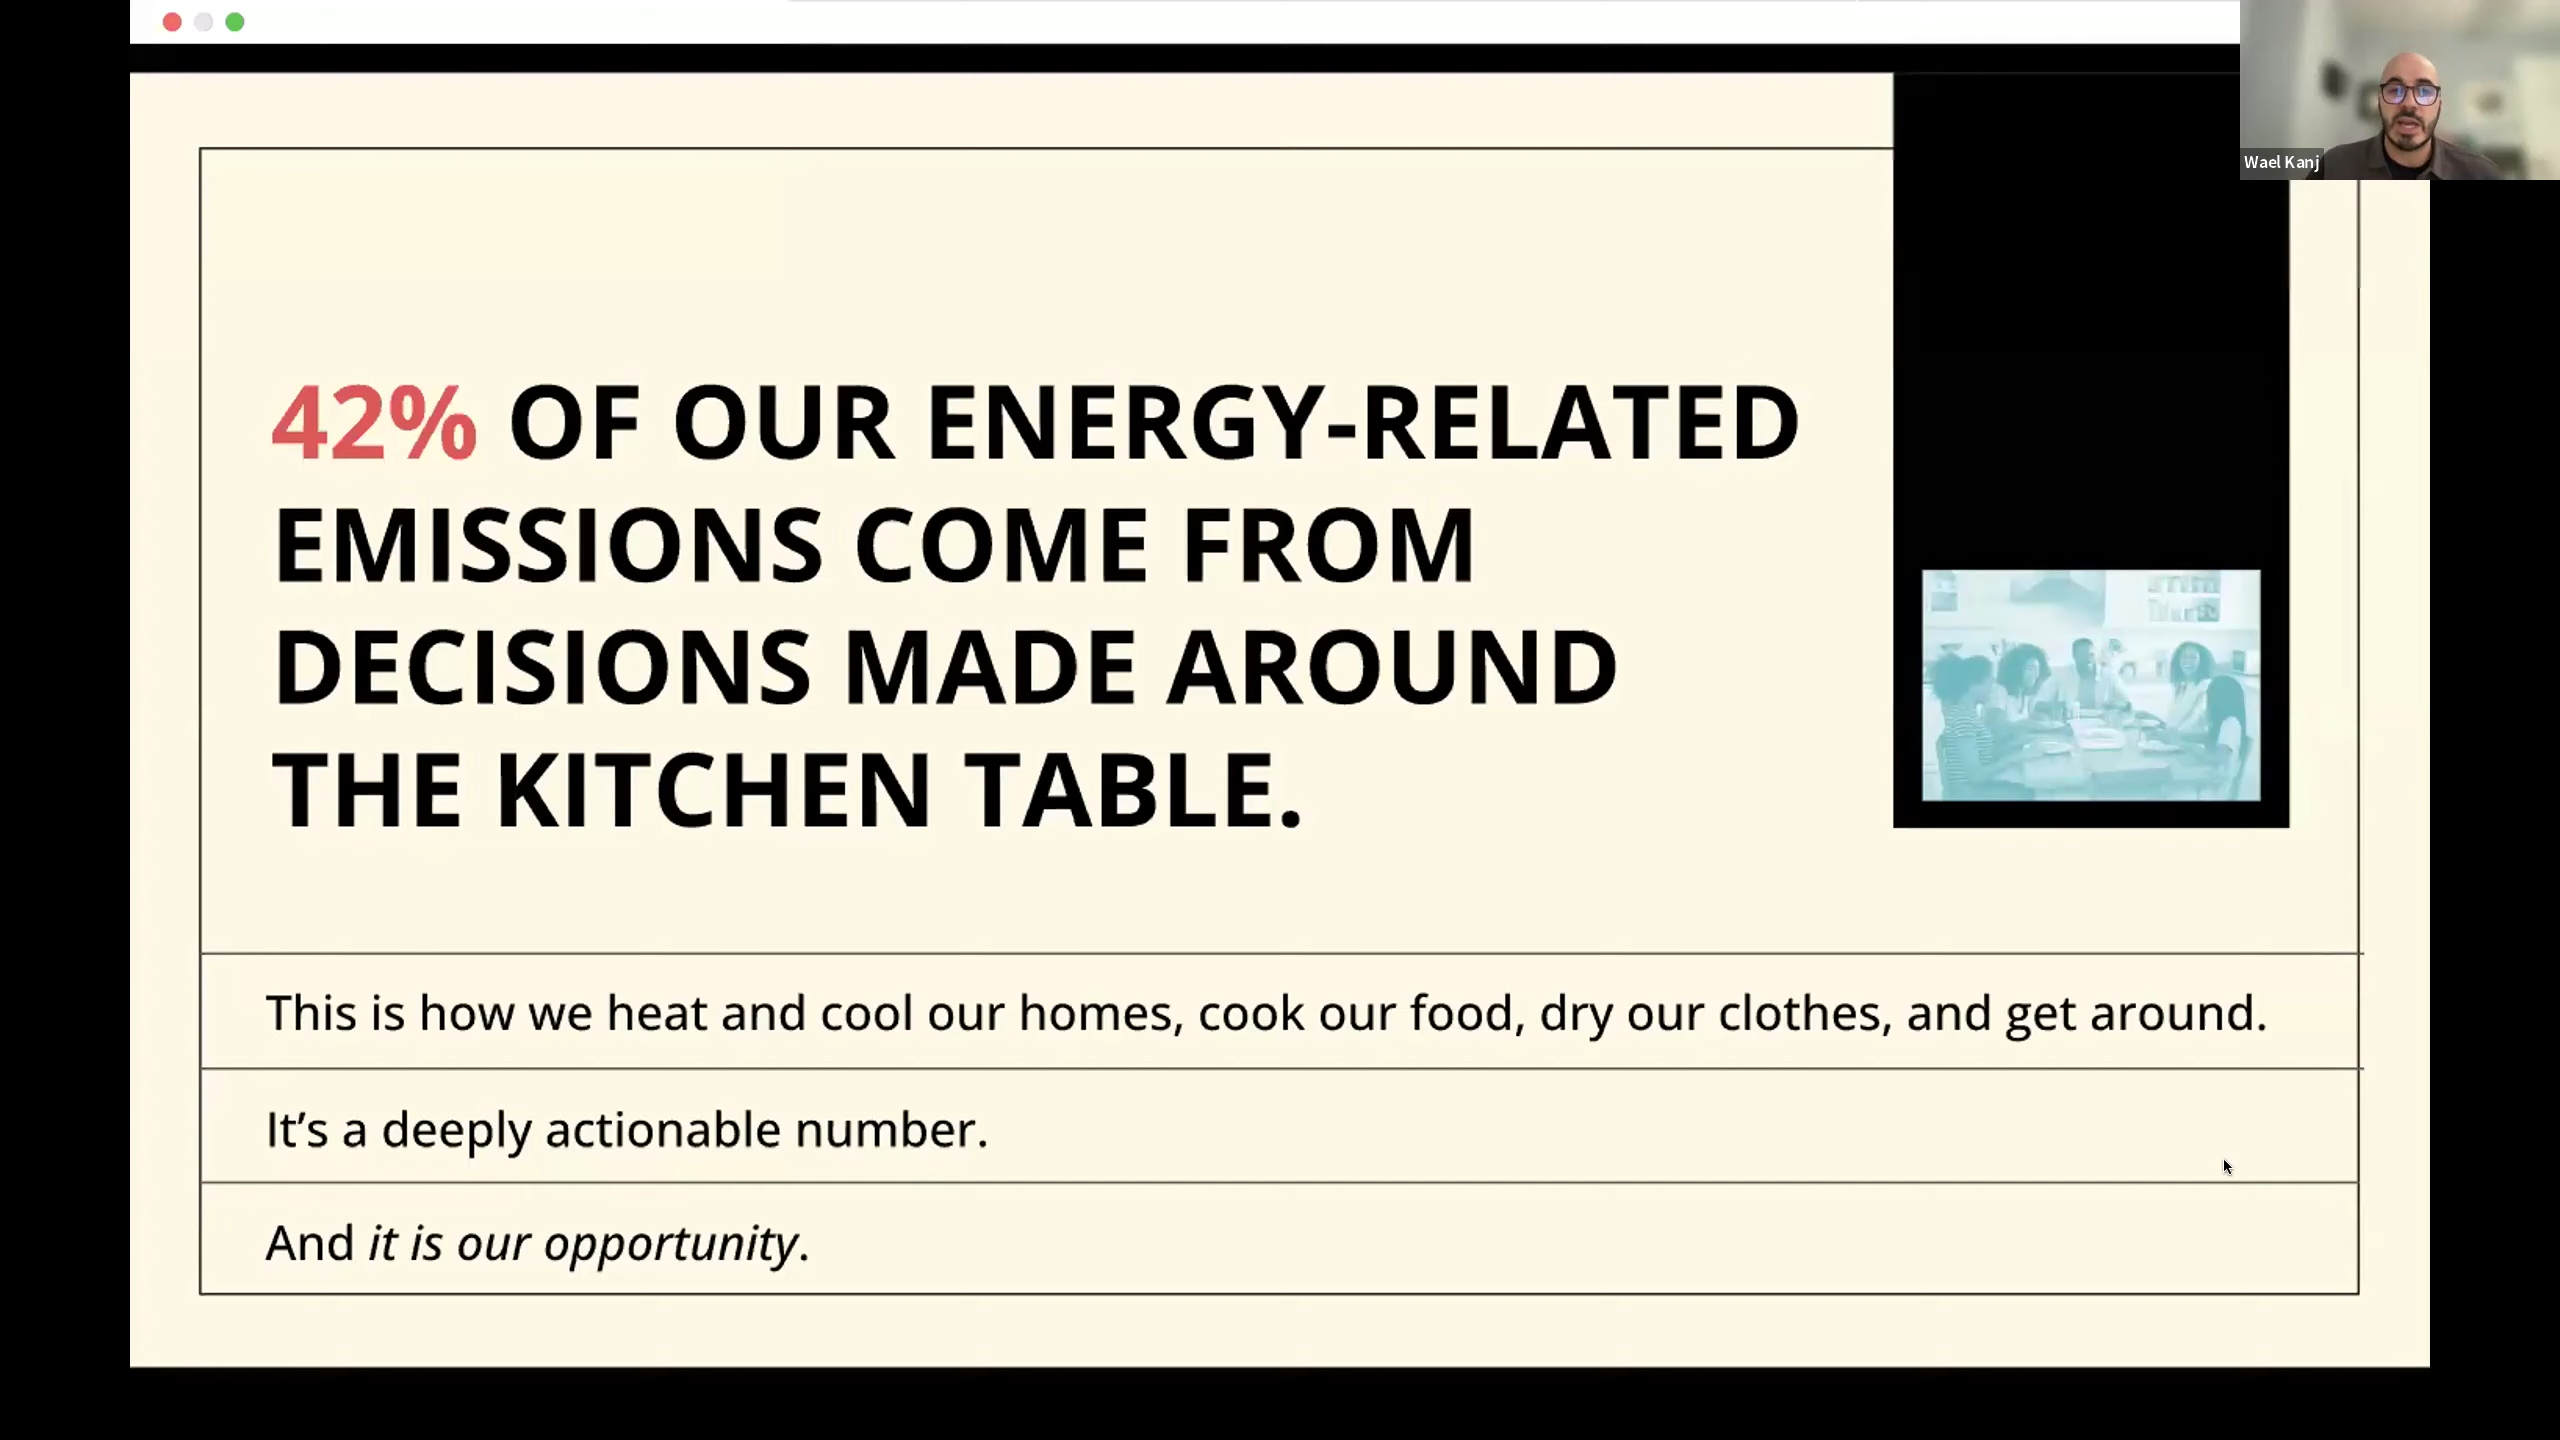 Wael Kanj
42% OF OUR ENERGY-RELATED
EMISSIONS COME FROM
DECISIONS MADE AROUND
THE KITCHEN TABLE.
This is how we heat and cool our homes, cook our food, dry our clothes, and get around.
It’s a deeply actionable number.
And it is our opportunity.